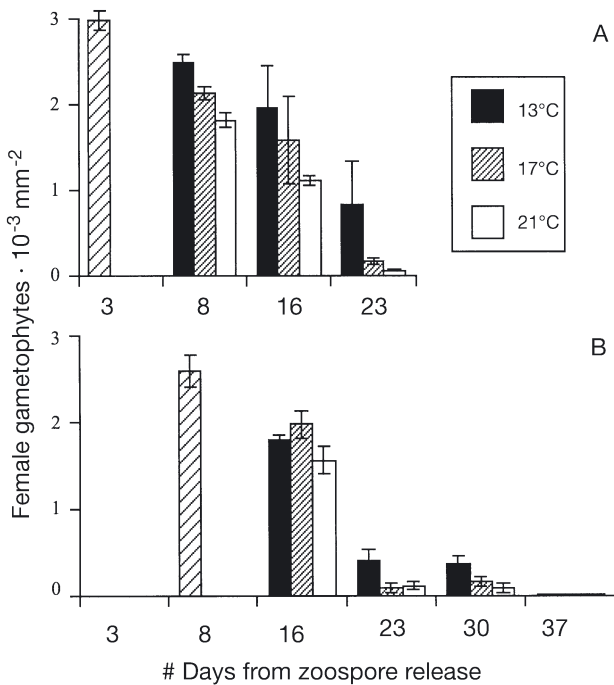 A
3
2
1
0
3 8 16 23
13°C
17°C
21°C
Female gametophytes · 10⁻³ mm⁻²
B
3
2
1
0
3 8 16 23 30 37
# Days from zoospore release